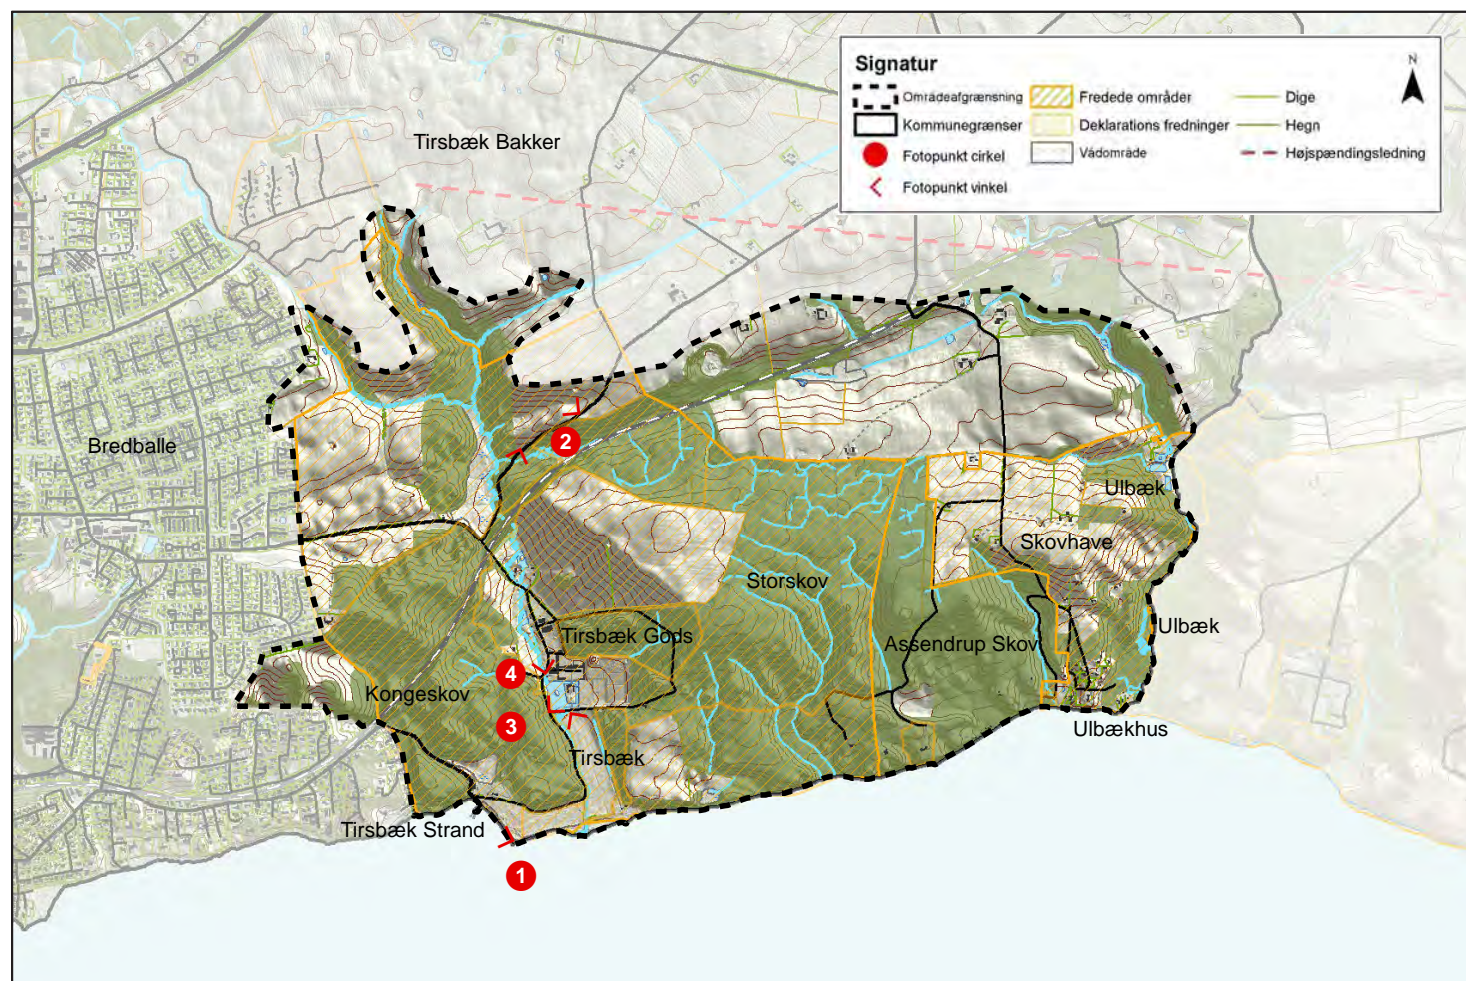 Signatur
N
Områdeafgrænsning
Fredede områder
Dige
Kommunegrænser
Deklarations fredninger
Hegn
Fotopunkt cirkel
Vådområde
Højspændingsledning
Fotopunkt vinkel
Tirsbæk Bakker
Bredballe
2
Ulbæk
Skovhave
Storskov
Tirsbæk Gods
Ulbæk
Assendrup Skov
4
Kongeskov
3
Ulbækhus
Tirsbæk
Tirsbæk Strand
1